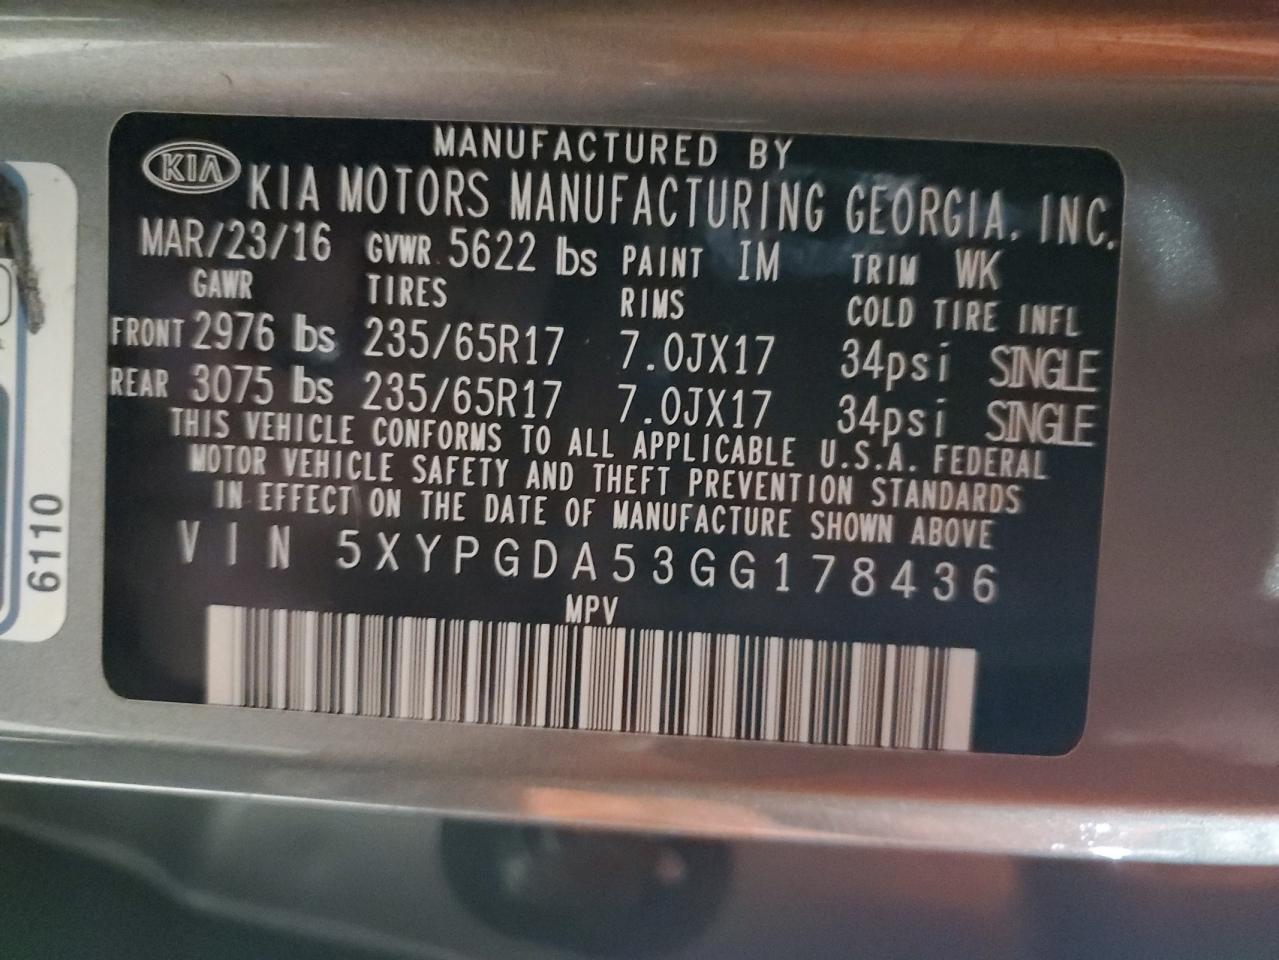 MANUFACTURED BY
KIA KIA MOTORS MANUFACTURING GEORGIA, INC.
MAR/23/16 GVWR 5622 lbs PAINT IM TRIM WK
GAWR TIRES RIMS COLD TIRE INFL
FRONT 2976 lbs 235/65R17 7.0JX17 34psi SINGLE
REAR 3075 lbs 235/65R17 7.0JX17 34psi SINGLE
THIS VEHICLE CONFORMS TO ALL APPLICABLE U.S.A. FEDERAL
MOTOR VEHICLE SAFETY AND THEFT PREVENTION STANDARDS
IN EFFECT ON THE DATE OF MANUFACTURE SHOWN ABOVE
VIN 5XYPGDA53GG178436
MPV
6110